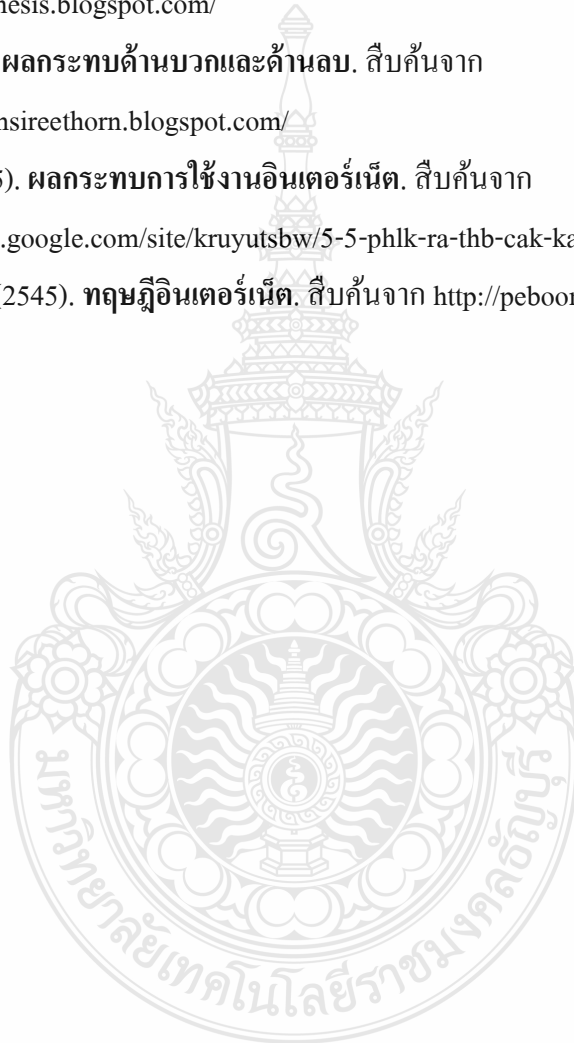 nesis.blogspot.com/
ผลกระทบด้านบวกและด้านลบ. สืบค้นจาก
nsireethorn.blogspot.com/
5). ผลกระทบการใช้งานอินเตอร์เน็ต. สืบค้นจาก
.google.com/site/kruyutsbw/5-5-phlk-ra-thb-cak-ka
(2545). ทฤษฎีอินเตอร์เน็ต. สืบค้นจาก http://peboor
มหาวิทยาลัยเทคโนโลยีราชมงคลธัญบุรี